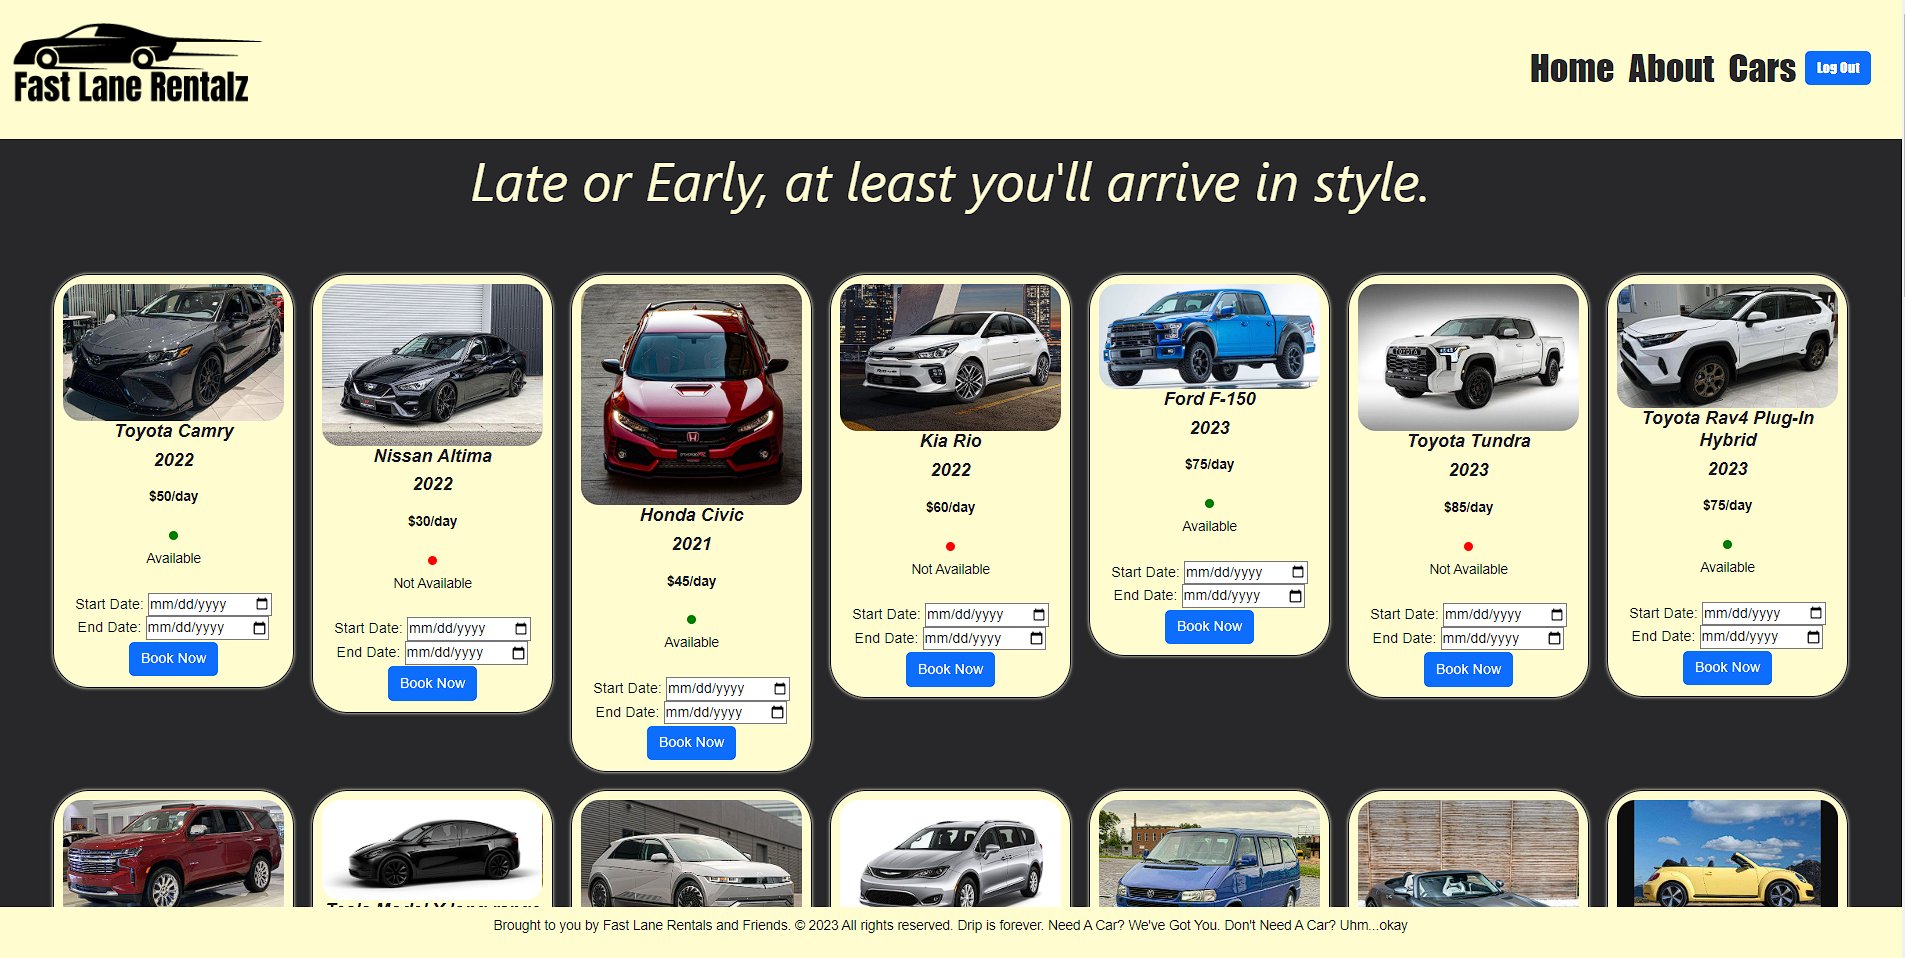 Fast Lane Rentalz
Home About Cars Log Out
Late or Early, at least you'll arrive in style.
Toyota Camry
2022
$50/day
Available
Start Date: mm/dd/yyyy
End Date: mm/dd/yyyy
Book Now
Nissan Altima
2022
$30/day
Not Available
Start Date: mm/dd/yyyy
End Date: mm/dd/yyyy
Book Now
Honda Civic
2021
$45/day
Available
Start Date: mm/dd/yyyy
End Date: mm/dd/yyyy
Book Now
Kia Rio
2022
$60/day
Not Available
Start Date: mm/dd/yyyy
End Date: mm/dd/yyyy
Book Now
Ford F-150
2023
$75/day
Available
Start Date: mm/dd/yyyy
End Date: mm/dd/yyyy
Book Now
TOYOTA
Toyota Tundra
2023
$85/day
Not Available
Start Date: mm/dd/yyyy
End Date: mm/dd/yyyy
Book Now
Toyota Rav4 Plug-In
Hybrid
2023
$75/day
Available
Start Date: mm/dd/yyyy
End Date: mm/dd/yyyy
Book Now
Brought to you by Fast Lane Rentals and Friends. © 2023 All rights reserved. Drip is forever. Need A Car? We've Got You. Don't Need A Car? Uhm...okay